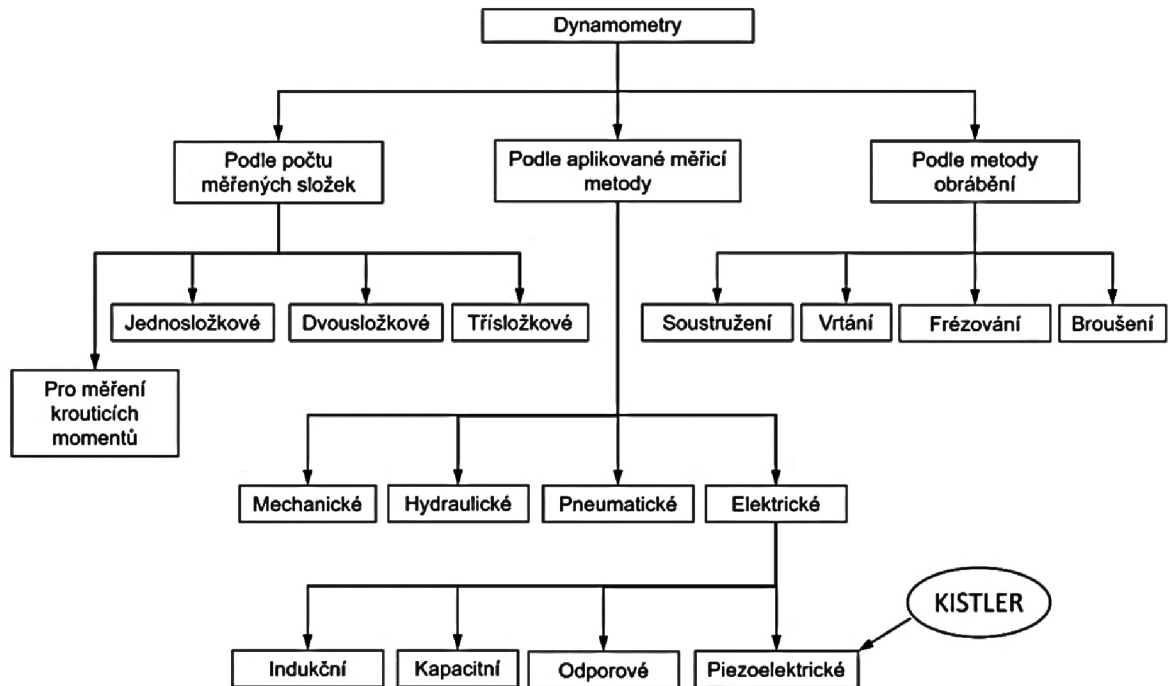 Dynamometry
Podle počtu
měřených složek
Podle aplikované měřicí
metody
Podle metody
obrábění
Jednosložkové
Dvousložkové
Třísložkové
Soustružení
Vrtání
Frézování
Broušení
Pro měření
krouticích
momentů
Mechanické
Hydraulické
Pneumatické
Elektrické
KISTLER
Indukční
Kapacitní
Odporové
Piezoelektrické